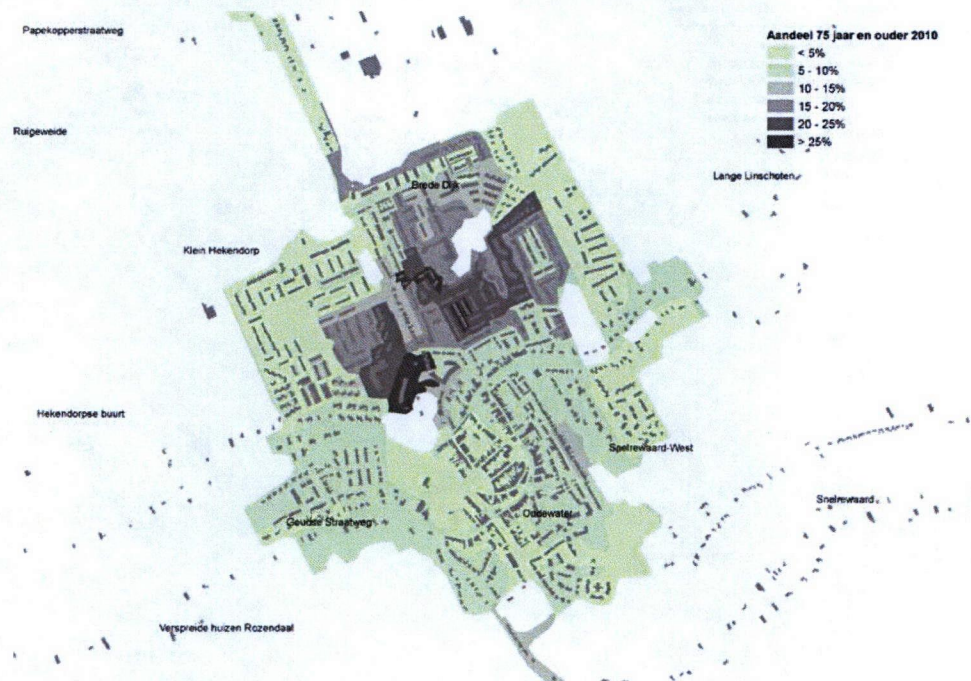 Papekopperstraatweg
Aandeel 75 jaar en ouder 2010
< 5%
5 - 10%
10 - 15%
15 - 20%
20 - 25%
> 25%
Ruigeweide
Lange Linschoten
Brede Dijk
Klein Hekendorp
Hekendorpse buurt
Spelrewaard-West
Snelrewaard
Goudse Straatweg
Oudewater
Verspreide huizen Rozendaal